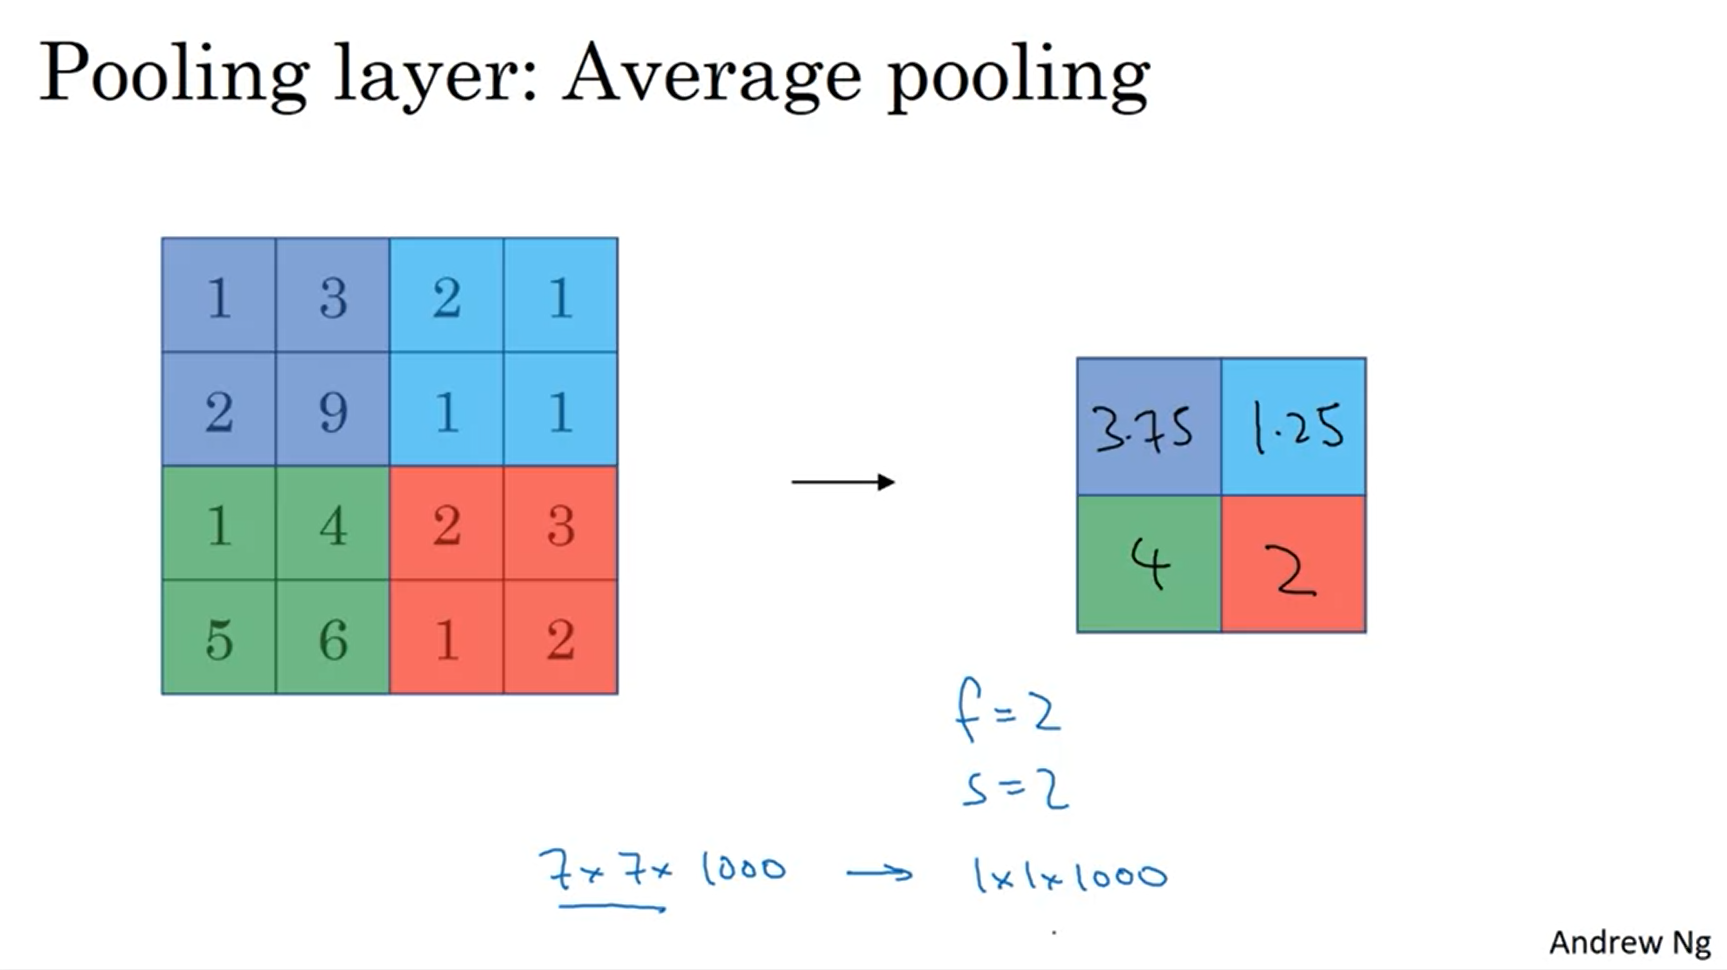 Pooling layer: Average pooling
1 3 2 1
2 9 1 1
1 4 2 3
5 6 1 2
3.75 1.25
4 2
f = 2
s = 2
7 × 7 × 1000 → 1 × 1 × 1000
Andrew Ng